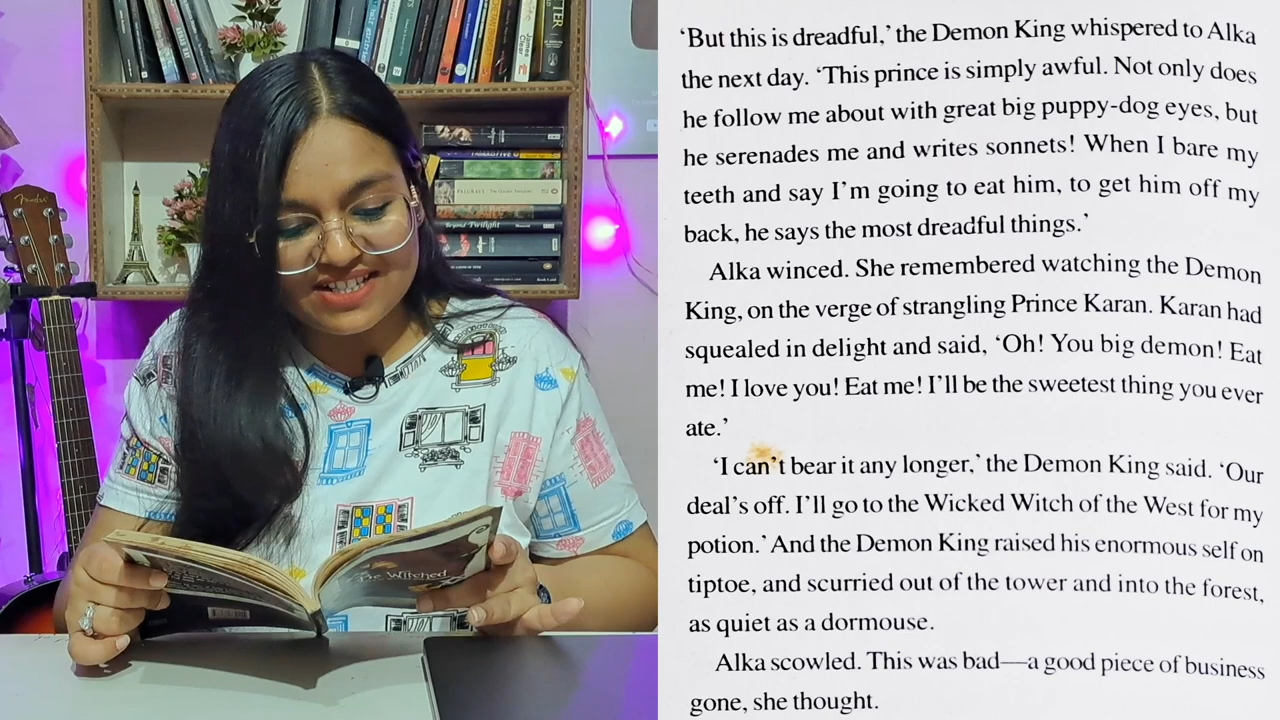 Fender
James
Clear
Beyond Twilight
Be Witched
‘But this is dreadful,’ the Demon King whispered to Alka
the next day. ‘This prince is simply awful. Not only does
he follow me about with great big puppy-dog eyes, but
he serenades me and writes sonnets! When I bare my
teeth and say I’m going to eat him, to get him off my
back, he says the most dreadful things.’
Alka winced. She remembered watching the Demon
King, on the verge of strangling Prince Karan. Karan had
squealed in delight and said, ‘Oh! You big demon! Eat
me! I love you! Eat me! I’ll be the sweetest thing you ever
ate.’
‘I can’t bear it any longer,’ the Demon King said. ‘Our
deal’s off. I’ll go to the Wicked Witch of the West for my
potion.’ And the Demon King raised his enormous self on
tiptoe, and scurried out of the tower and into the forest,
as quiet as a dormouse.
Alka scowled. This was bad—a good piece of business
gone, she thought.